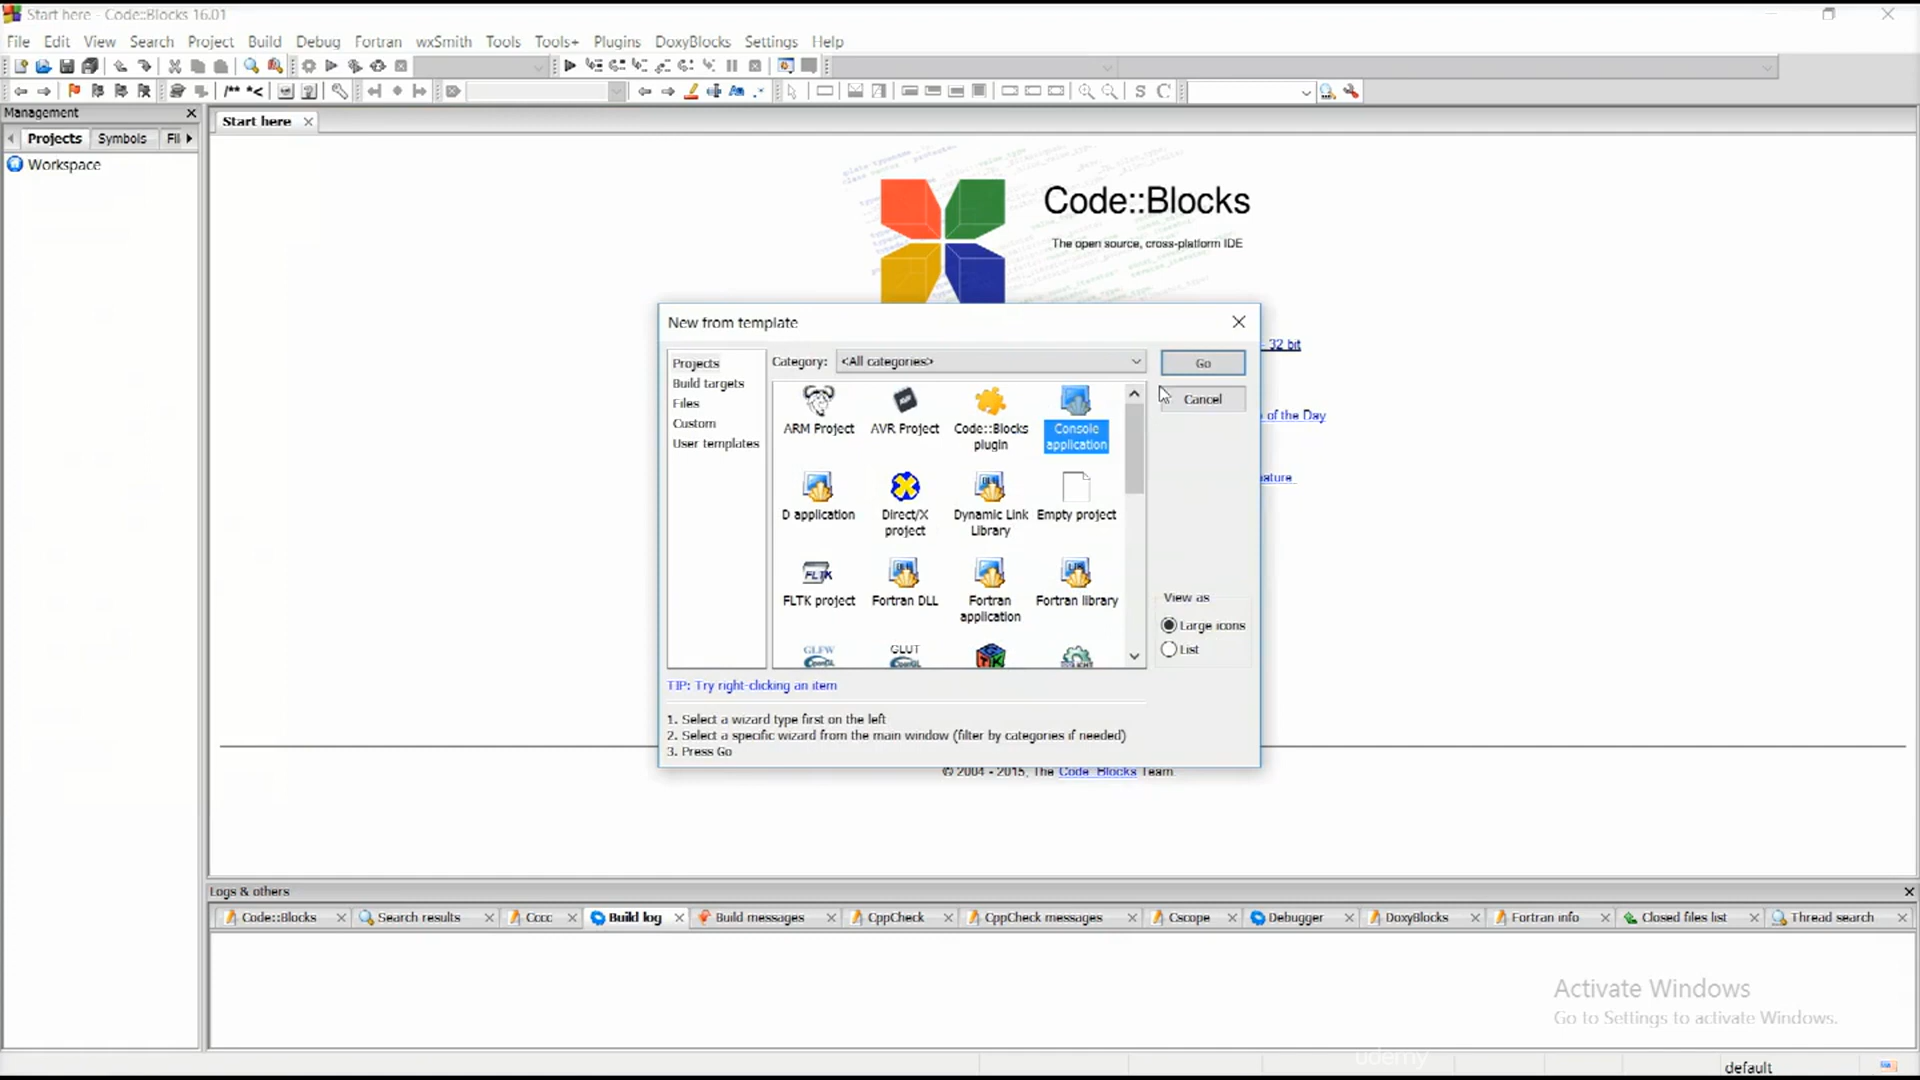 Start here - Code::Blocks 16.01
File Edit View Search Project Build Debug Fortran wxSmith Tools Tools+ Plugins DoxyBlocks Settings Help
/** *<
S C
Management
Projects Symbols Fil
Workspace
Start here
Code::Blocks
The open source, cross-platform IDE
- 32 bit
of the Day
ature
New from template
Projects
Build targets
Files
Custom
User templates
Category: <All categories>
Go
Cancel
ARM Project AVR Project Code::Blocks plugin Console application
D application Direct/X project Dynamic Link Library Empty project
FLTK project Fortran DLL Fortran application Fortran library
GLFW GLUT
View as
Large icons
List
TIP: Try right-clicking an item
1. Select a wizard type first on the left
2. Select a specific wizard from the main window (filter by categories if needed)
3. Press Go
© 2004 - 2015, The Code::Blocks Team.
Logs & others
Code::Blocks Search results Cccc Build log Build messages CppCheck CppCheck messages Cscope Debugger DoxyBlocks Fortran info Closed files list Thread search
Activate Windows
Go to Settings to activate Windows.
udemy
default